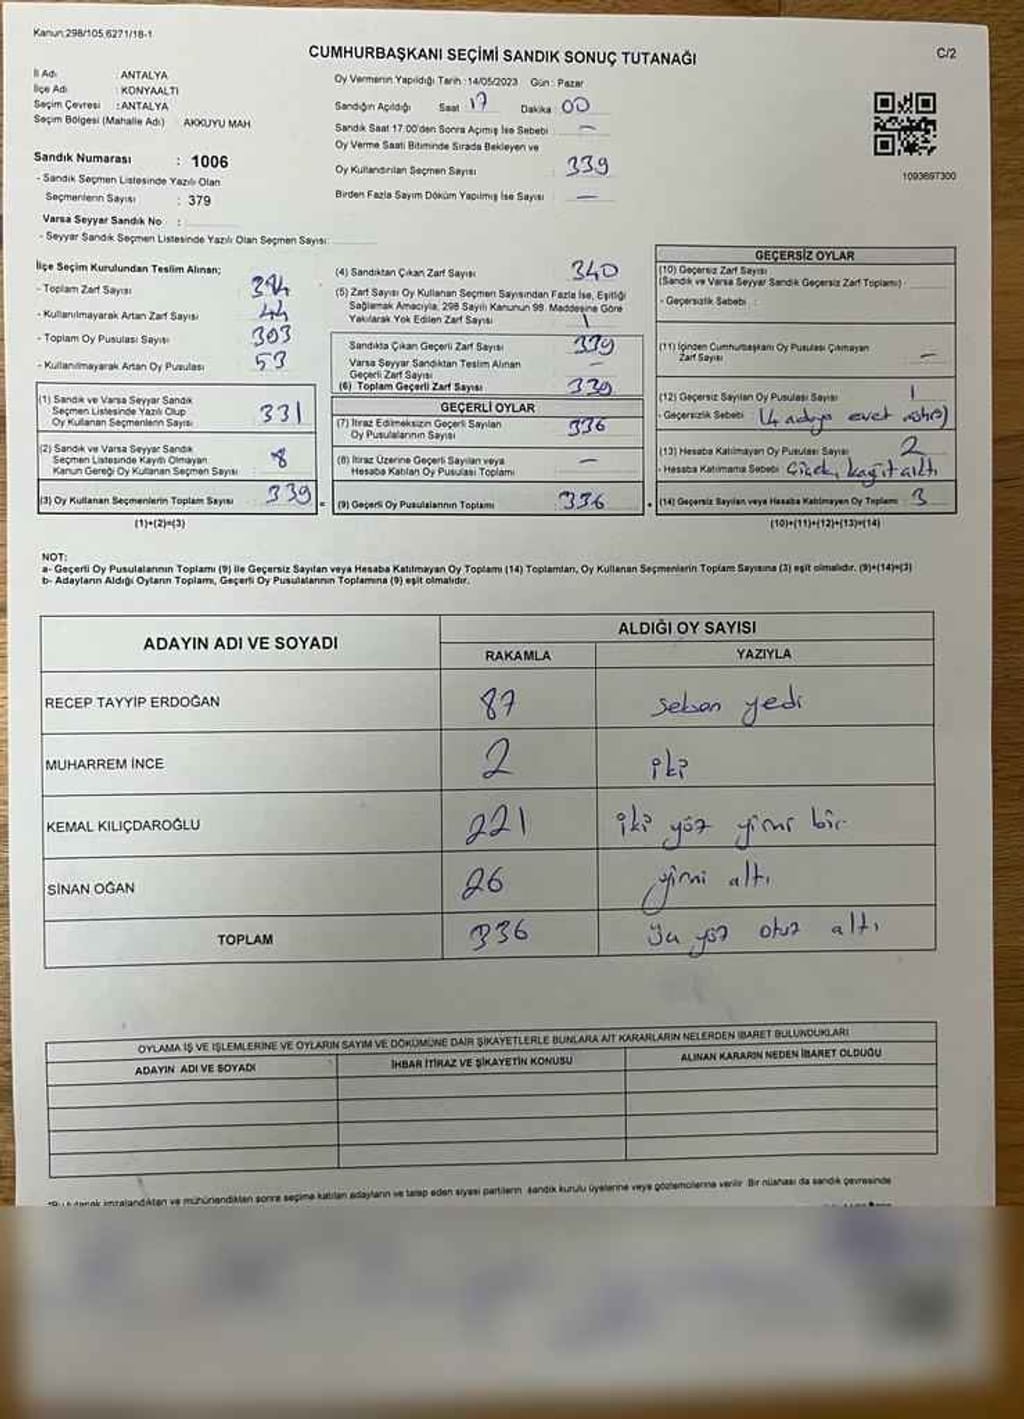 Kanun:298/105,6271/18-1
CUMHURBAŞKANI SEÇİMİ SANDIK SONUÇ TUTANAĞI
C/2
İl Adı : ANTALYA
İlçe Adı : KONYAALTI
Seçim Çevresi : ANTALYA
Seçim Bölgesi (Mahalle Adı) AKKUYU MAH
Sandık Numarası : 1006
- Sandık Seçmen Listesinde Yazılı Olan
Seçmenlerin Sayısı : 379
Varsa Seyyar Sandık No :
- Seyyar Sandık Seçmen Listesinde Yazılı Olan Seçmen Sayısı:
Oy Vermenin Yapıldığı Tarih : 14/05/2023 Gün : Pazar
Sandığın Açıldığı Saat 17 Dakika 00
Sandık Saat 17:00'den Sonra Açımış İse Sebebi —
Oy Verme Saati Bitiminde Sırada Bekleyen ve
Oy Kullandırılan Seçmen Sayısı : 339
Birden Fazla Sayım Döküm Yapılmış İse Sayısı : —
1093697300
İlçe Seçim Kurulundan Teslim Alınan;
- Toplam Zarf Sayısı
- Kullanılmayarak Artan Zarf Sayısı 44
- Toplam Oy Pusulası Sayısı 303
- Kullanılmayarak Artan Oy Pusulası 53
(1) Sandık ve Varsa Seyyar Sandık
Seçmen Listesinde Yazılı Olup
Oy Kullanan Seçmenlerin Sayısı 331
(2) Sandık ve Varsa Seyyar Sandık
Seçmen Listesinde Kayıtlı Olmayan
Kanun Gereği Oy Kullanan Seçmen Sayısı 8
(3) Oy Kullanan Seçmenlerin Toplam Sayısı 339 =
(1)+(2)=(3)
(4) Sandıktan Çıkan Zarf Sayısı 340
(5) Zarf Sayısı Oy Kullanan Seçmen Sayısından Fazla İse, Eşitliği
Sağlamak Amacıyla, 298 Sayılı Kanunun 98. Maddesine Göre
Yakılarak Yok Edilen Zarf Sayısı 1
Sandıkta Çıkan Geçerli Zarf Sayısı 339
Varsa Seyyar Sandıktan Teslim Alınan
Geçerli Zarf Sayısı —
(6) Toplam Geçerli Zarf Sayısı 339
GEÇERLİ OYLAR
(7) İtiraz Edilmeksizin Geçerli Sayılan
Oy Pusulalarının Sayısı 336
(8) İtiraz Üzerine Geçerli Sayılan veya
Hesaba Katılan Oy Pusulası Toplamı —
(9) Geçerli Oy Pusulalarının Toplamı 336 +
GEÇERSİZ OYLAR
(10) Geçersiz Zarf Sayısı
(Sandık ve Varsa Seyyar Sandık Geçersiz Zarf Toplamı) :
- Geçersizlik Sebebi :
(11) İçinden Cumhurbaşkanı Oy Pusulası Çıkmayan
Zarf Sayısı —
(12) Geçersiz Sayılan Oy Pusulası Sayısı 1
- Geçersizlik Sebebi : (4 adaya evet
(13) Hesaba Katılmayan Oy Pusulası Sayısı 2
- Hesaba Katılmama Sebebi kağıt altı
(14) Geçersiz Sayılan veya Hesaba Katılmayan Oy Toplamı 3
(10)+(11)+(12)+(13)=(14)
NOT:
a- Geçerli Oy Pusulalarının Toplamı (9) ile Geçersiz Sayılan veya Hesaba Katılmayan Oy Toplamı (14) Toplamları, Oy Kullanan Seçmenlerin Toplam Sayısına (3) eşit olmalıdır. (9)+(14)=(3)
b- Adayların Aldığı Oyların Toplamı, Geçerli Oy Pusulalarının Toplamına (9) eşit olmalıdır.
ADAYIN ADI VE SOYADI
ALDIĞI OY SAYISI
RAKAMLA YAZIYLA
RECEP TAYYİP ERDOĞAN 87 seksen yedi
MUHARREM İNCE 2 iki
KEMAL KILIÇDAROĞLU 221 iki yüz yirmi bir
SİNAN OĞAN 26 yirmi altı
TOPLAM 336 üç yüz otuz altı
OYLAMA İŞ VE İŞLEMLERİNE VE OYLARIN SAYIM VE DÖKÜMÜNE DAİR ŞİKAYETLERLE BUNLARA AİT KARARLARIN NELERDEN İBARET BULUNDUKLARI
ADAYIN ADI VE SOYADI İHBAR İTİRAZ VE ŞİKAYETİN KONUSU ALINAN KARARIN NEDEN İBARET OLDUĞU
imzalandıktan ve mühürlendikten sonra seçime katılan adayların ve talep eden siyasi partilerin sandık kurulu üyelerine veya gözlemcilerine verilir. Bir nüshası da sandık çevresinde